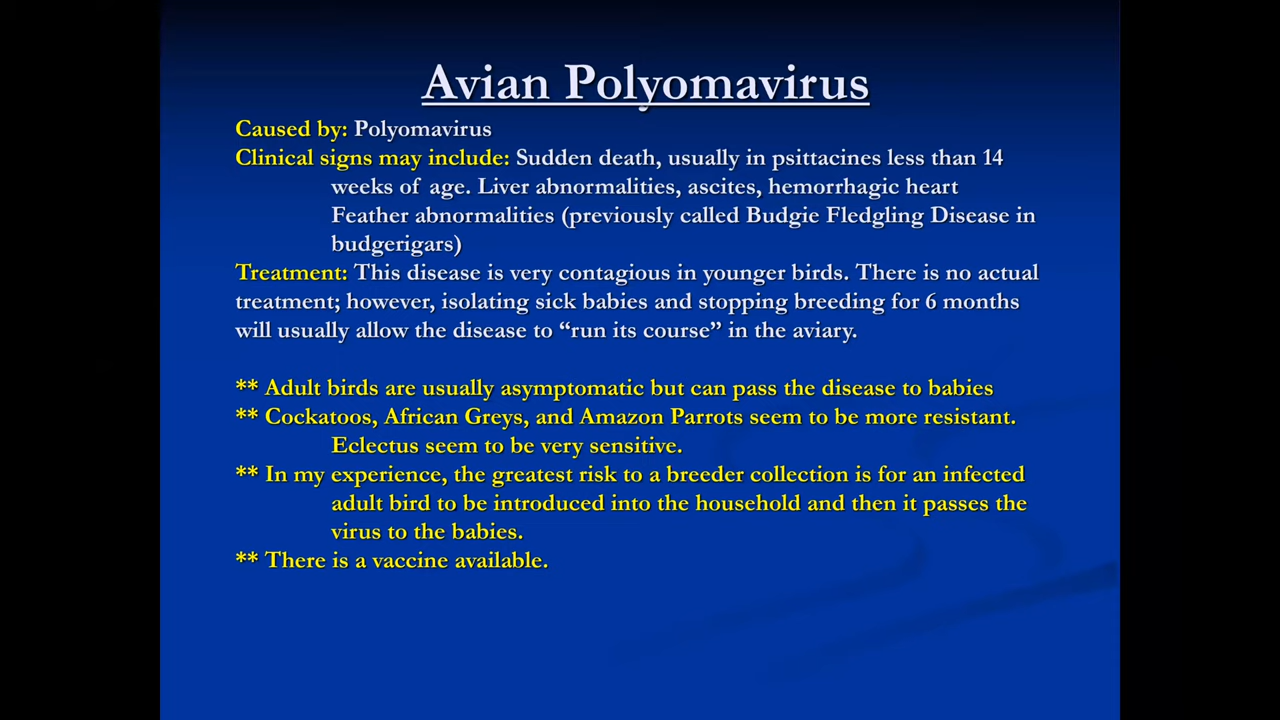 Avian Polyomavirus
Caused by: Polyomavirus
Clinical signs may include: Sudden death, usually in psittacines less than 14
weeks of age. Liver abnormalities, ascites, hemorrhagic heart
Feather abnormalities (previously called Budgie Fledgling Disease in
budgerigars)
Treatment: This disease is very contagious in younger birds. There is no actual
treatment; however, isolating sick babies and stopping breeding for 6 months
will usually allow the disease to “run its course” in the aviary.
** Adult birds are usually asymptomatic but can pass the disease to babies
** Cockatoos, African Greys, and Amazon Parrots seem to be more resistant.
Eclectus seem to be very sensitive.
** In my experience, the greatest risk to a breeder collection is for an infected
adult bird to be introduced into the household and then it passes the
virus to the babies.
** There is a vaccine available.